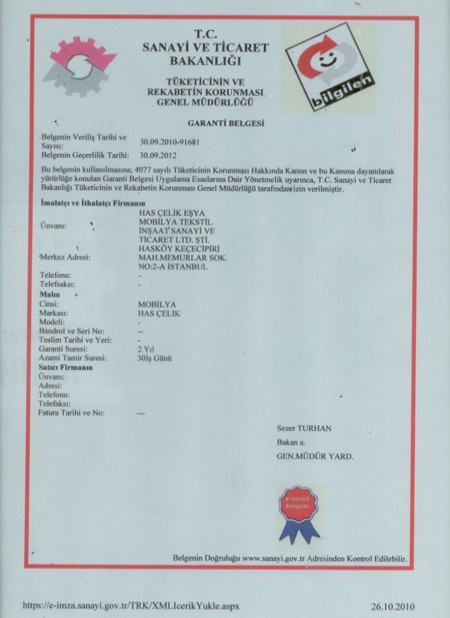 T.C.
SANAYİ VE TİCARET
BAKANLIĞI
TÜKETİCİNİN VE
REKABETİN KORUNMASI
GENEL MÜDÜRLÜĞÜ
bilgilen
GARANTİ BELGESİ
Belgenin Veriliş Tarihi ve
Sayısı: 30.09.2010-91681
Belgenin Geçerlilik Tarihi: 30.09.2012
Bu belgenin kullanılmasına; 4077 sayılı Tüketicinin Korunması Hakkında Kanun ve bu Kanuna dayanılarak
yürürlüğe konulan Garanti Belgesi Uygulama Esaslarına Dair Yönetmelik uyarınca, T.C. Sanayi ve Ticaret
Bakanlığı Tüketicinin ve Rekabetin Korunması Genel Müdürlüğü tarafından izin verilmiştir.
İmalatçı ve İthalatçı Firmanın
HAS ÇELİK EŞYA
MOBİLYA TEKSTİL
Ünvanı: İNŞAAT SANAYİ VE
TİCARET LTD. ŞTİ.
HASKÖY KEÇECİPİRİ
Merkez Adresi: MAH.MEMURLAR SOK.
NO:2-A İSTANBUL
Telefonu: -
Telefaksı: -
Malın
Cinsi: MOBİLYA
Markası: HAS ÇELİK
Modeli: -
Bandrol ve Seri No: ---
Teslim Tarihi ve Yeri: -
Garanti Süresi: 2 Yıl
Azami Tamir Suresi: 30İş Günü
Satıcı Firmanın
Ünvanı:
Adresi:
Telefonu:
Telefaksı:
Fatura Tarihi ve No: ---
Sezer TURHAN
Bakan a.
GEN.MÜDÜR YARD.
e-imzalı
belgedir.
Belgenin Doğruluğu www.sanayi.gov.tr Adresinden Kontrol Edilebilir.
https://e-imza.sanayi.gov.tr/TRK/XMLIcerikYukle.aspx 26.10.2010